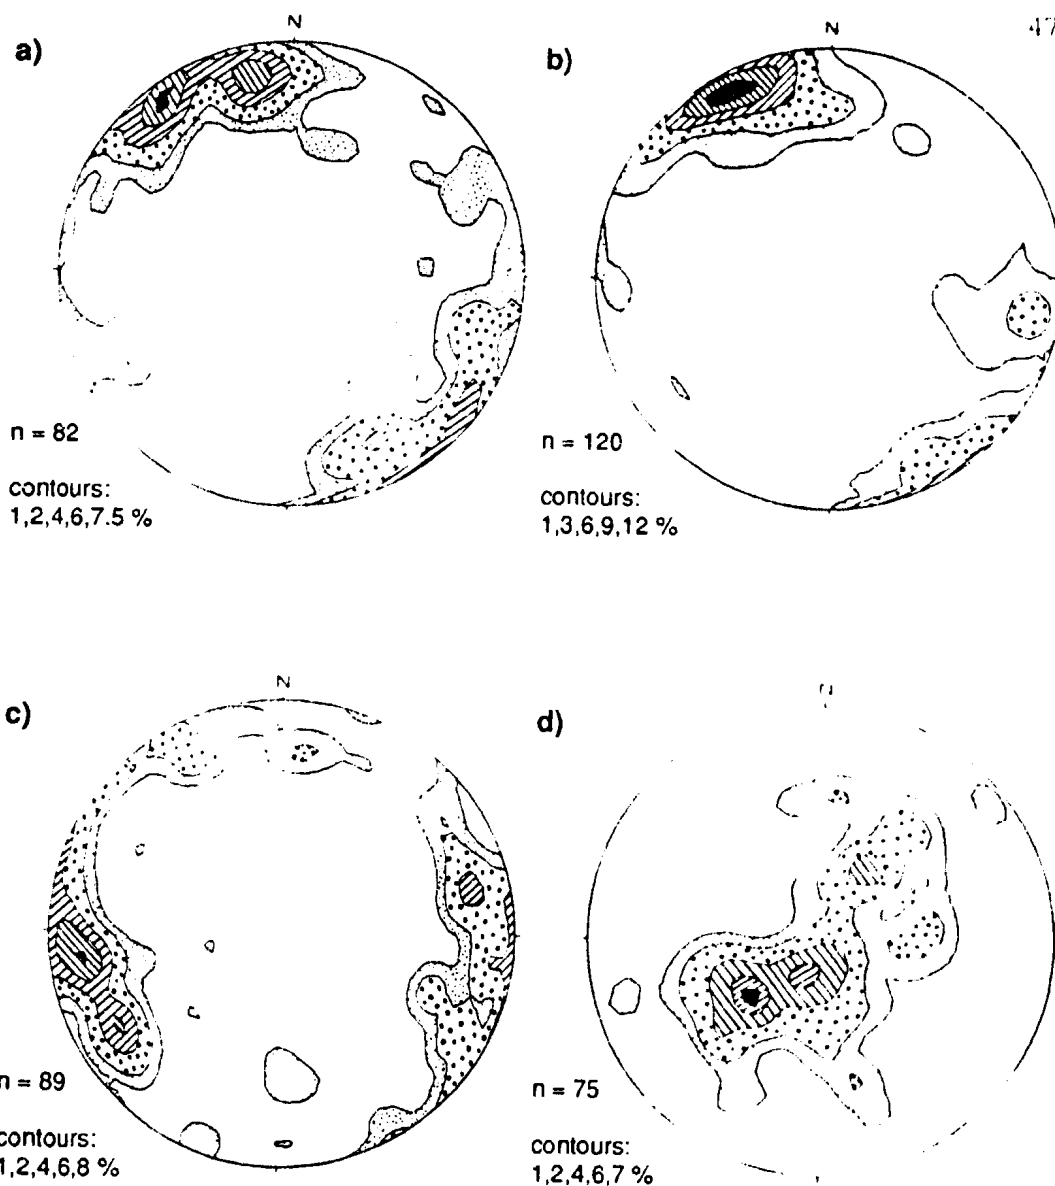 47
a)
N
n = 82
contours:
1,2,4,6,7.5 %
b)
N
n = 120
contours:
1,3,6,9,12 %
c)
N
n = 89
contours:
1,2,4,6,8 %
d)
n = 75
contours:
1,2,4,6,7 %